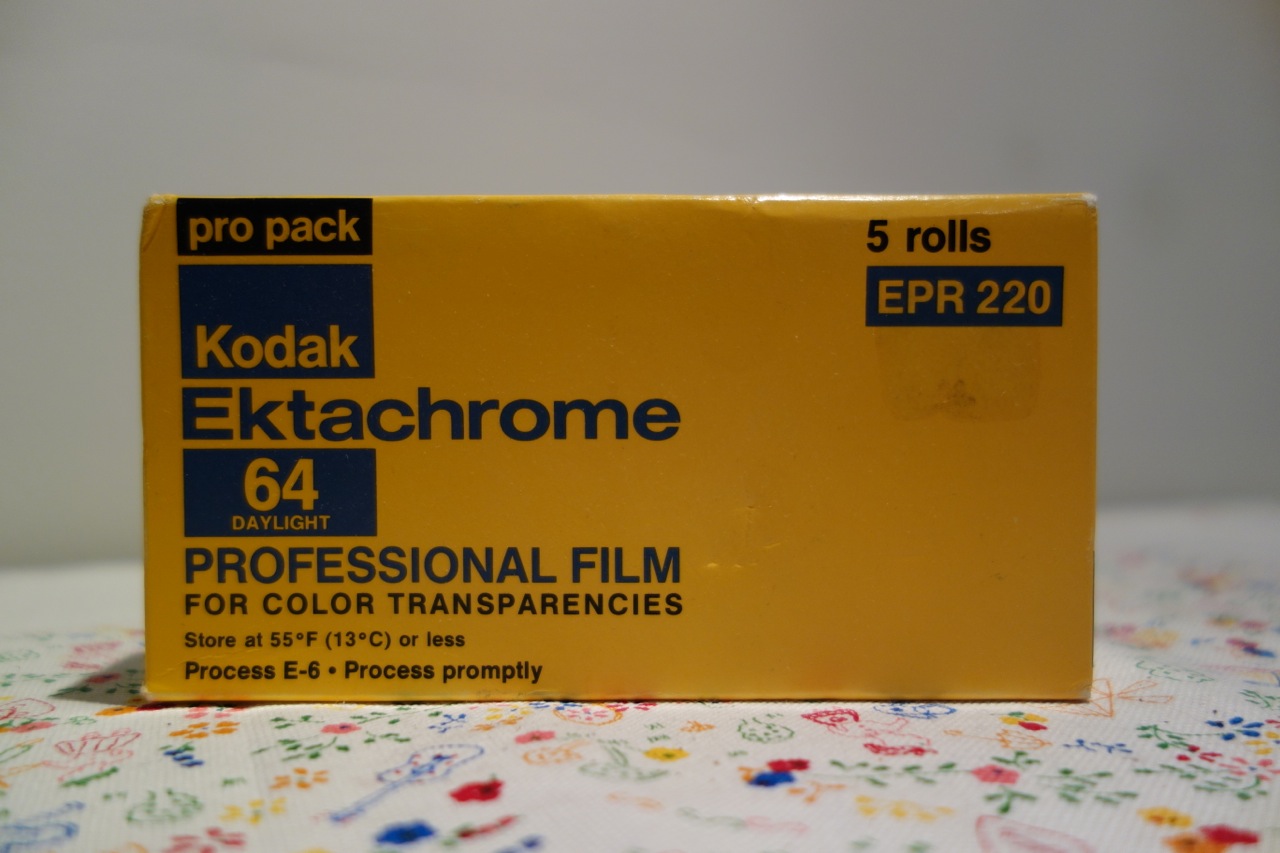 pro pack
5 rolls
EPR 220
Kodak
Ektachrome
64
DAYLIGHT
PROFESSIONAL FILM
FOR COLOR TRANSPARENCIES
Store at 55°F (13°C) or less
Process E-6 • Process promptly